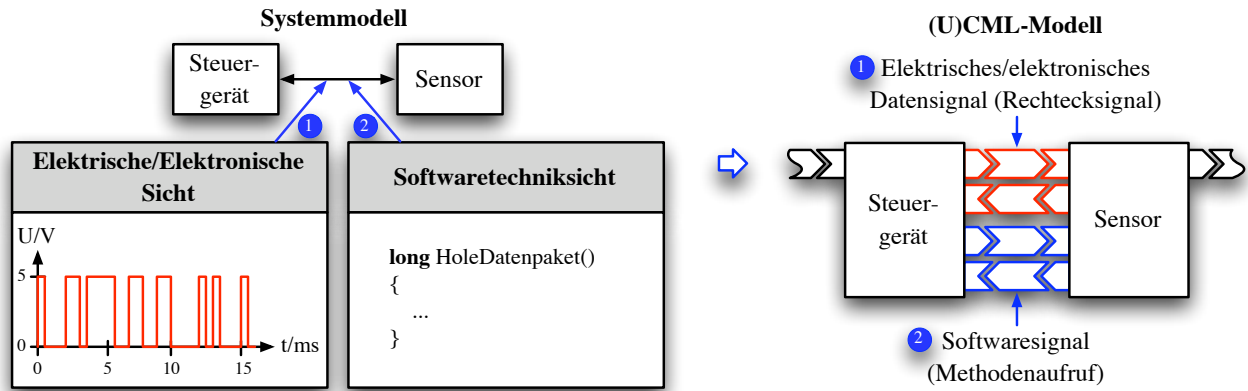 Systemmodell
Steuer-
gerät
Sensor
1
2
Elektrische/Elektronische
Sicht
U/V
5
0
0
5
10
15
t/ms
Softwaretechniksicht
long HoleDatenpaket()
{
...
}
(U)CML-Modell
1 Elektrisches/elektronisches
Datensignal (Rechtecksignal)
Steuer-
gerät
Sensor
2 Softwaresignal
(Methodenaufruf)